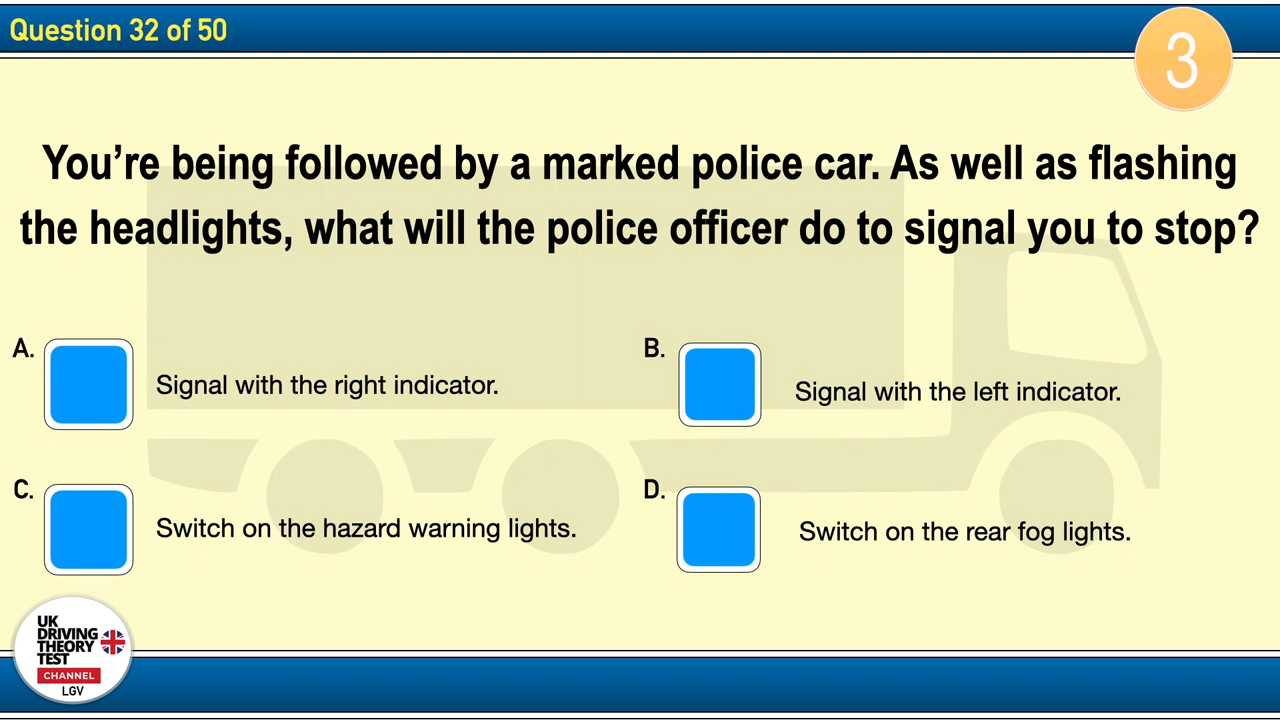 Question 32 of 50
3
You’re being followed by a marked police car. As well as flashing
the headlights, what will the police officer do to signal you to stop?
A.
Signal with the right indicator.
B.
Signal with the left indicator.
C.
Switch on the hazard warning lights.
D.
Switch on the rear fog lights.
UK
DRIVING
THEORY
TEST
CHANNEL
LGV